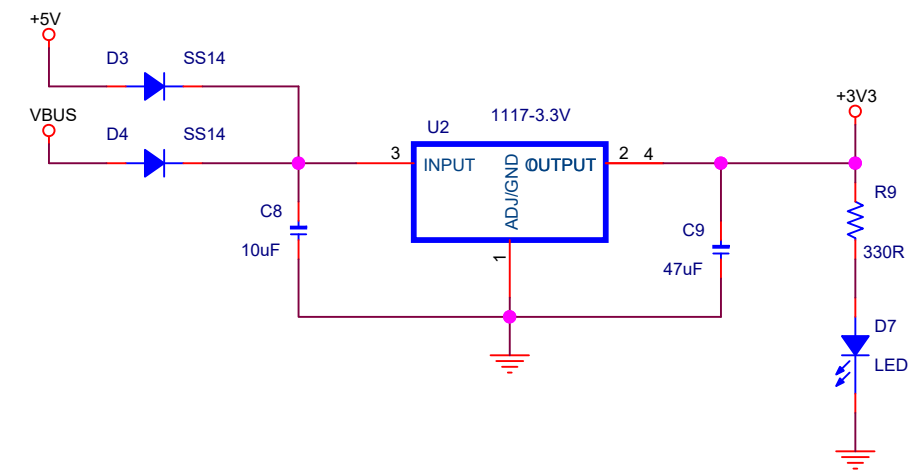 +5V
D3 SS14
VBUS
D4 SS14
1117-3.3V
U2
+3V3
3 INPUT ADJ/GND OUTPUT 2 4
1
C8
10uF
C9
47uF
R9
330R
D7
LED